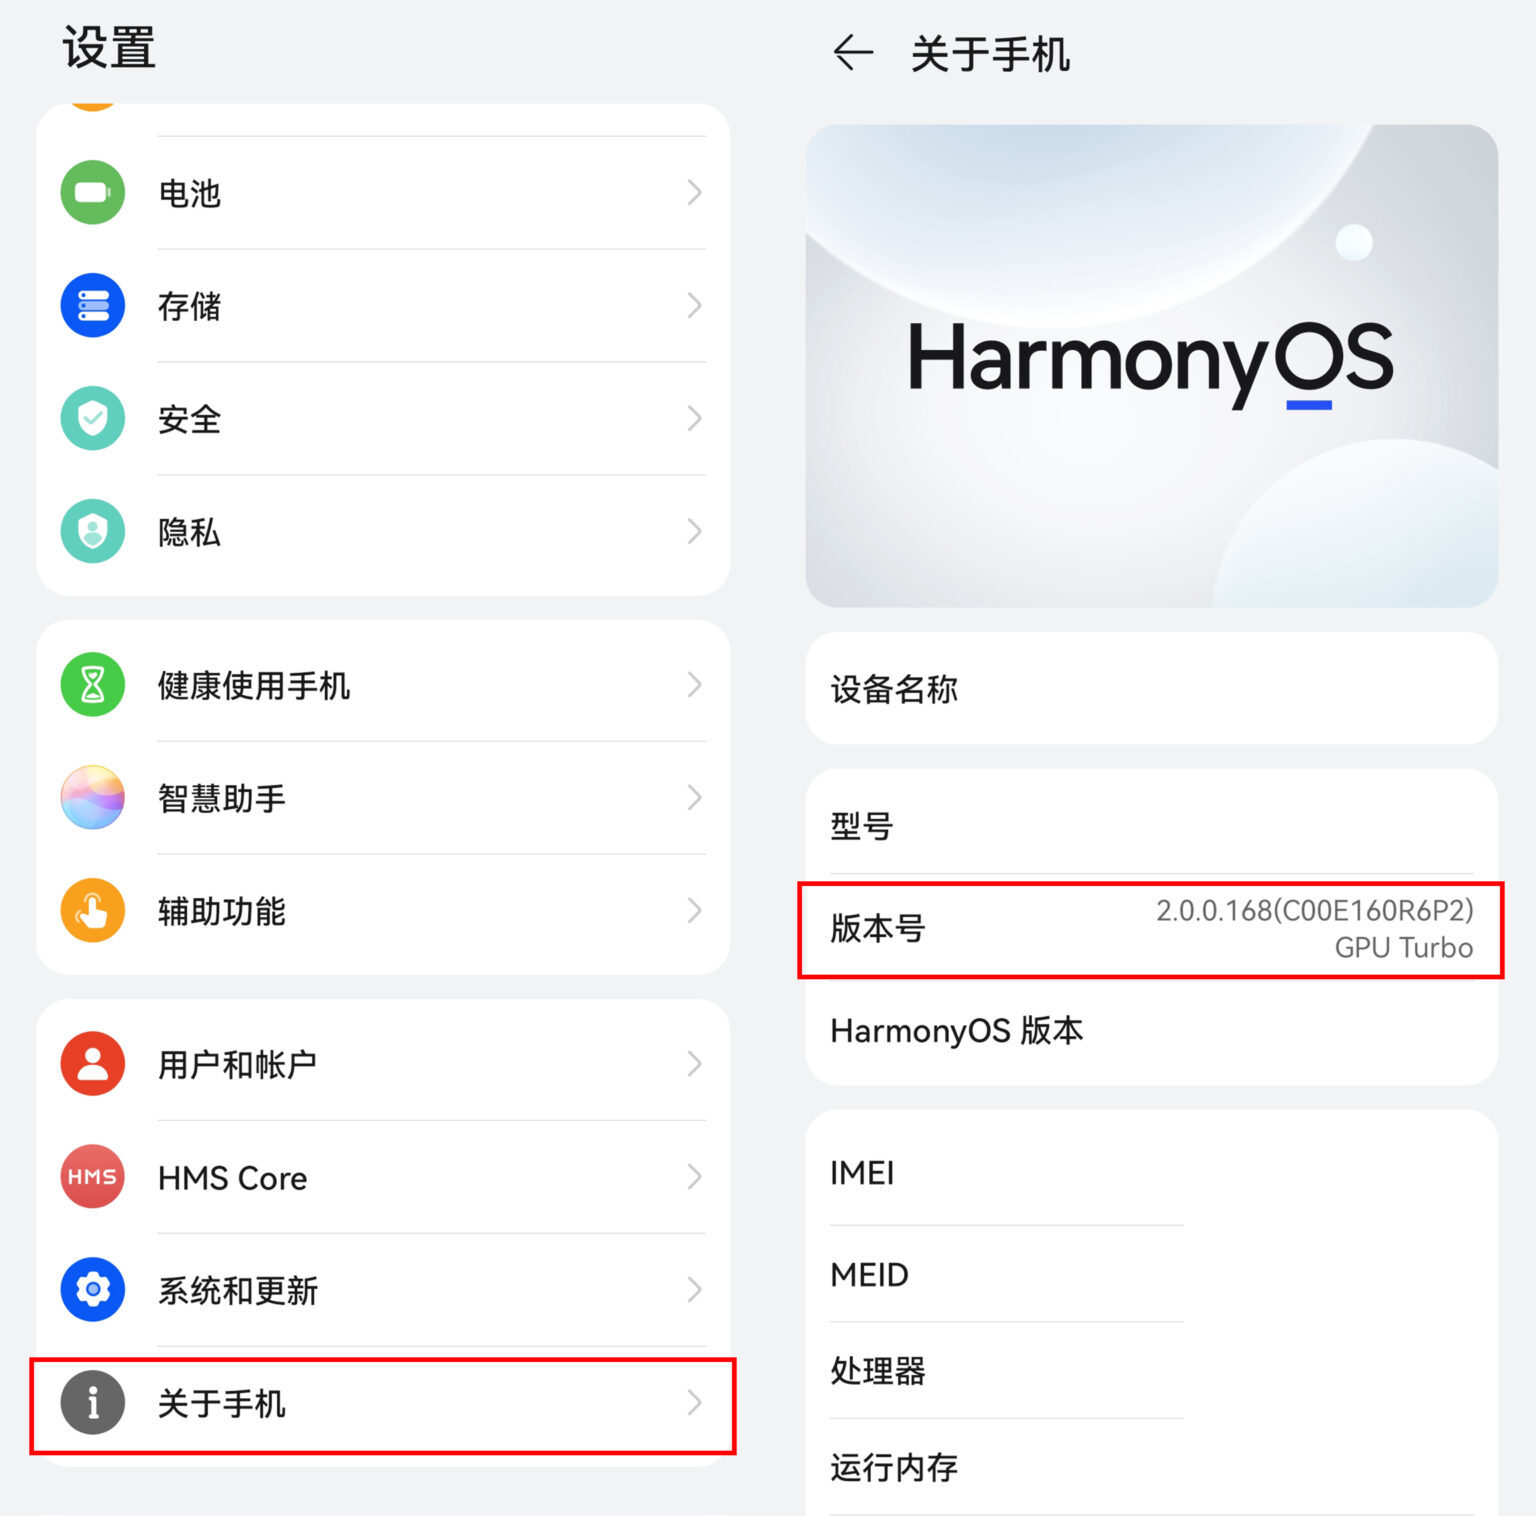 设置
电池
存储
安全
隐私
健康使用手机
智慧助手
辅助功能
用户和帐户
HMS
HMS Core
系统和更新
关于手机
关于手机
HarmonyOS
设备名称
型号
版本号
2.0.0.168(C00E160R6P2)
GPU Turbo
HarmonyOS 版本
IMEI
MEID
处理器
运行内存